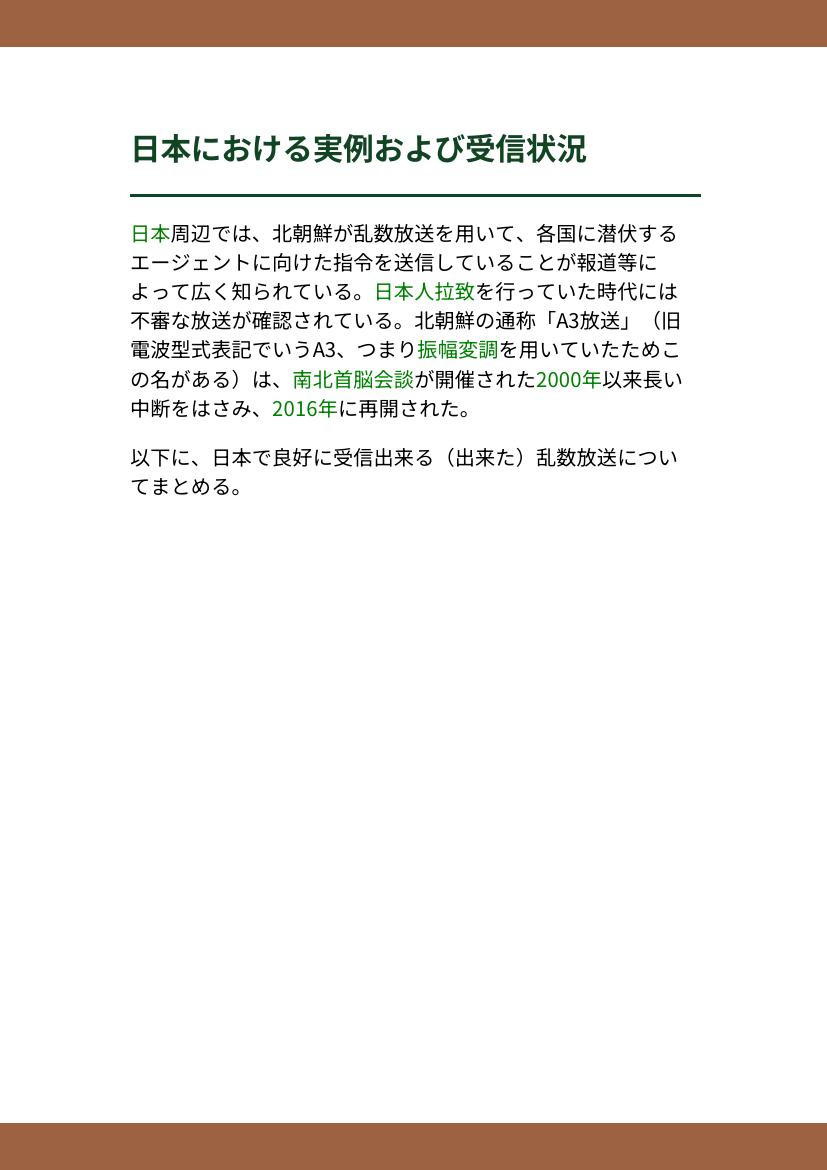 日本における実例および受信状況
日本周辺では、北朝鮮が乱数放送を用いて、各国に潜伏する
エージェントに向けた指令を送信していることが報道等に
よって広く知られている。日本人拉致を行っていた時代には
不審な放送が確認されている。北朝鮮の通称「A3放送」（旧
電波型式表記でいうA3、つまり振幅変調を用いていたためこ
の名がある）は、南北首脳会談が開催された2000年以来長い
中断をはさみ、2016年に再開された。
以下に、日本で良好に受信出来る（出来た）乱数放送につい
てまとめる。